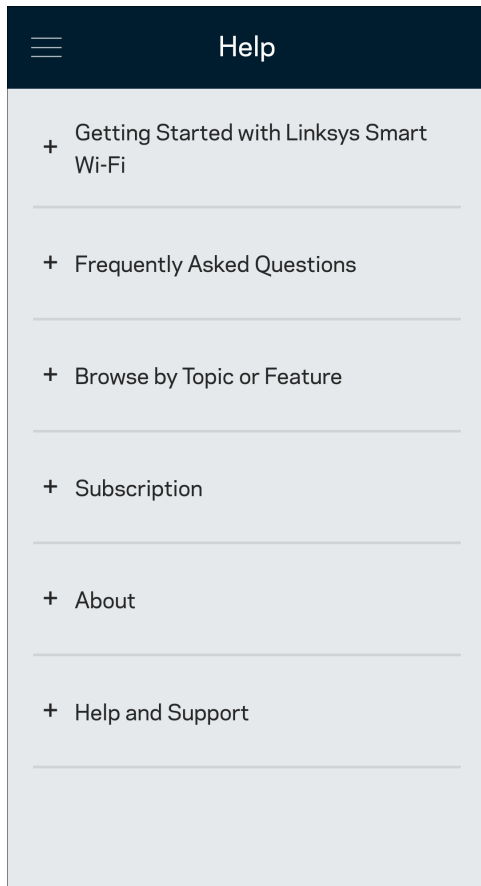 Help
+ Getting Started with Linksys Smart
Wi-Fi
+ Frequently Asked Questions
+ Browse by Topic or Feature
+ Subscription
+ About
+ Help and Support